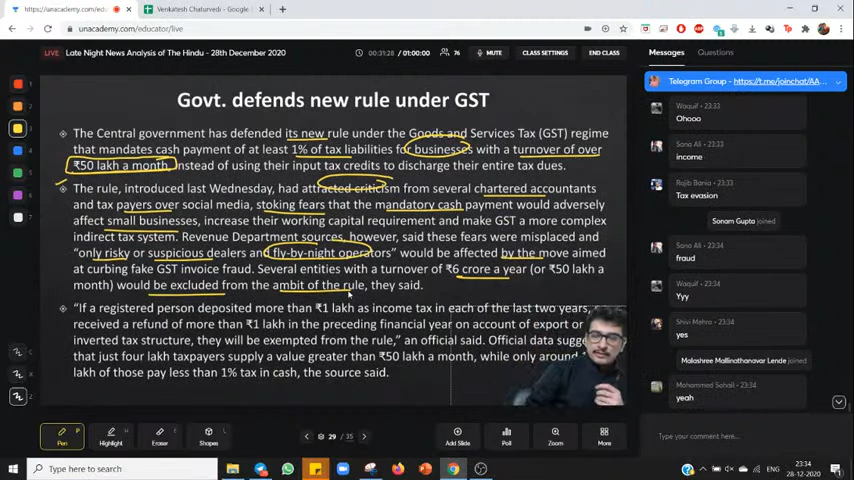 https://unacademy.com/edu
Venkatesh Chaturvedi - Google S
unacademy.com/educator/live
LIVE Late Night News Analysis of The Hindu - 28th December 2020
00:31:28 / 01:00:00
76
MUTE
CLASS SETTINGS
END CLASS
Messages
Questions
Telegram Group - https://t.me/joinchat/AA...
Govt. defends new rule under GST
The Central government has defended its new rule under the Goods and Services Tax (GST) regime
that mandates cash payment of at least 1% of tax liabilities for businesses with a turnover of over
₹50 lakh a month, instead of using their input tax credits to discharge their entire tax dues.
The rule, introduced last Wednesday, had attracted criticism from several chartered accountants
and tax payers over social media, stoking fears that the mandatory cash payment would adversely
affect small businesses, increase their working capital requirement and make GST a more complex
indirect tax system. Revenue Department sources, however, said these fears were misplaced and
“only risky or suspicious dealers and fly-by-night operators” would be affected by the move aimed
at curbing fake GST invoice fraud. Several entities with a turnover of ₹6 crore a year (or ₹50 lakh a
month) would be excluded from the ambit of the rule, they said.
“If a registered person deposited more than ₹1 lakh as income tax in each of the last two years,
received a refund of more than ₹1 lakh in the preceding financial year on account of export or
inverted tax structure, they will be exempted from the rule,” an official said. Official data sugge
that just four lakh taxpayers supply a value greater than ₹50 lakh a month, while only around
lakh of those pay less than 1% tax in cash, the source said.
Waquif • 23:33
Ohooo
Sana Ali • 23:34
income
Rajib Bania • 23:34
Tax evasion
Sonam Gupta joined
Sana Ali • 23:34
fraud
Waquif • 23:34
Yyy
Shivi Mehra • 23:34
yes
Malashree Mallinathanavar Lende joined
Mohammed Sohail • 23:34
yeah
Send a message...
1
2
3
4
5
6
7
Pen
P
Highlight
H
Eraser
E
Shapes
29 / 35
Add Slide
Poll
Zoom
More
Type here to search
ENG
23:34
28-12-2020